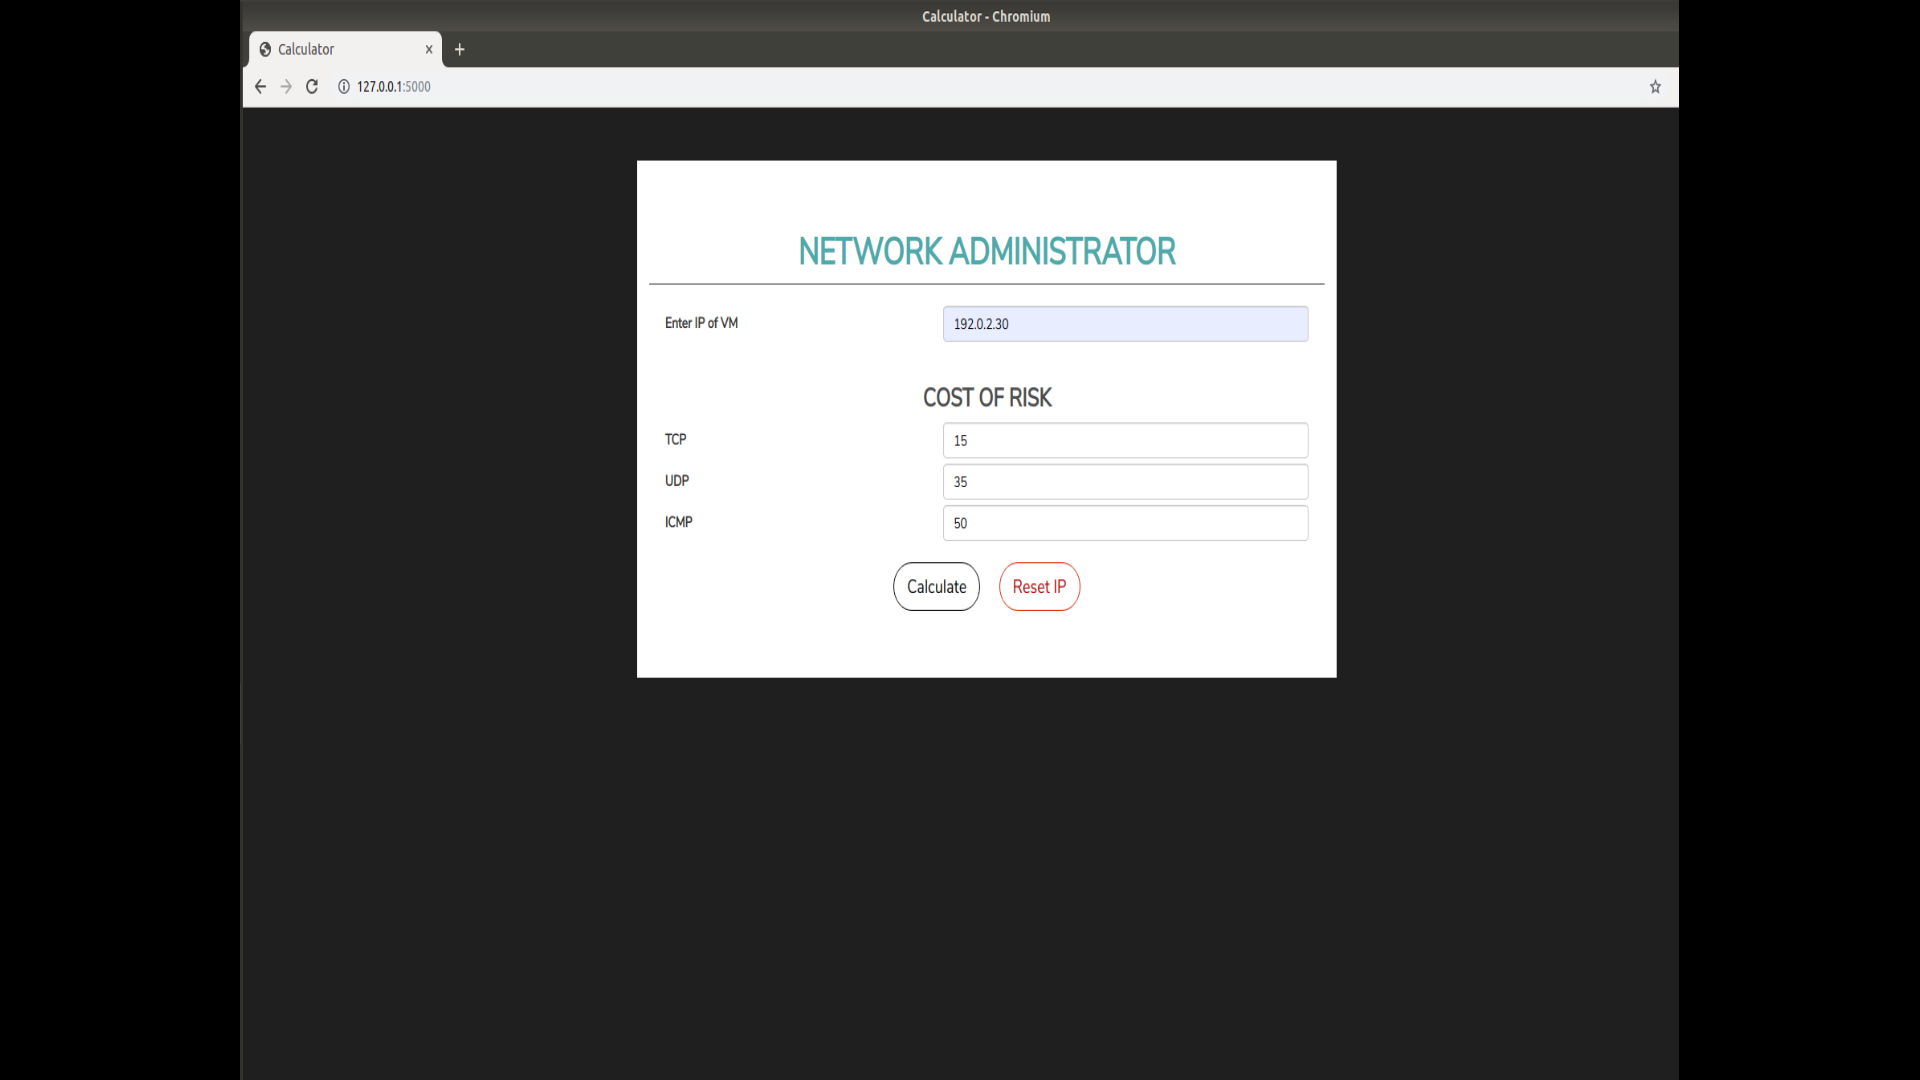 Calculator - Chromium
Calculator
127.0.0.1:5000
NETWORK ADMINISTRATOR
Enter IP of VM 192.0.2.30
COST OF RISK
TCP 15
UDP 35
ICMP 50
Calculate Reset IP